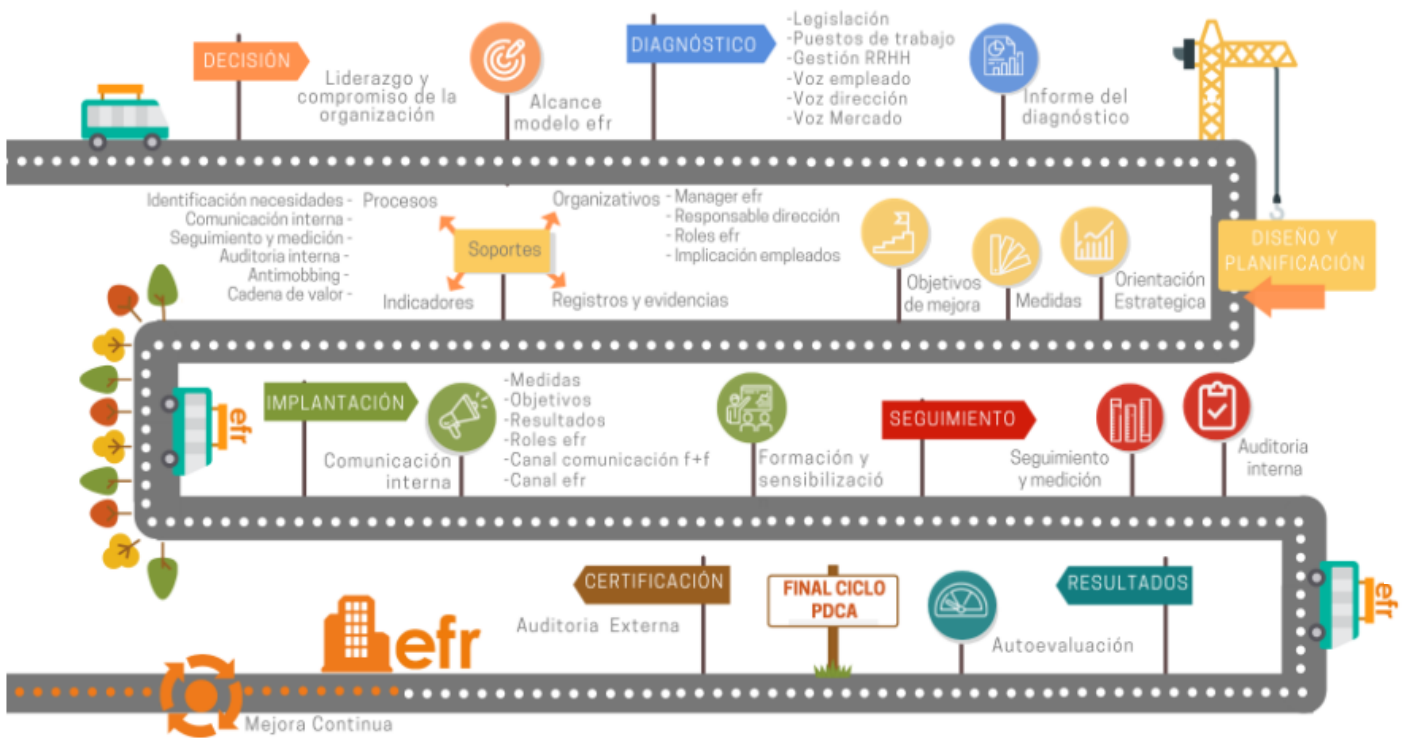 DECISIÓN
Liderazgo y
compromiso de la
organización
Alcance
modelo efr
DIAGNÓSTICO
-Legislación
-Puestos de trabajo
-Gestión RRHH
-Voz empleado
-Voz dirección
-Voz Mercado
Informe del
diagnóstico
DISEÑO Y
PLANIFICACIÓN
Orientación
Estrategica
Medidas
Objetivos
de mejora
Organizativos
- Manager efr
- Responsable dirección
- Roles efr
- Implicación empleados
Soportes
Registros y evidencias
Procesos
Identificación necesidades -
Comunicación interna -
Seguimiento y medición -
Auditoria interna -
Antimobbing -
Cadena de valor -
Indicadores
efr
IMPLANTACIÓN
Comunicación
interna
-Medidas
-Objetivos
-Resultados
-Roles efr
-Canal comunicación f+f
-Canal efr
Formación y
sensibilizació
SEGUIMIENTO
Seguimiento
y medición
Auditoria
interna
efr
RESULTADOS
Autoevaluación
FINAL CICLO
PDCA
CERTIFICACIÓN
Auditoria Externa
efr
Mejora Continua